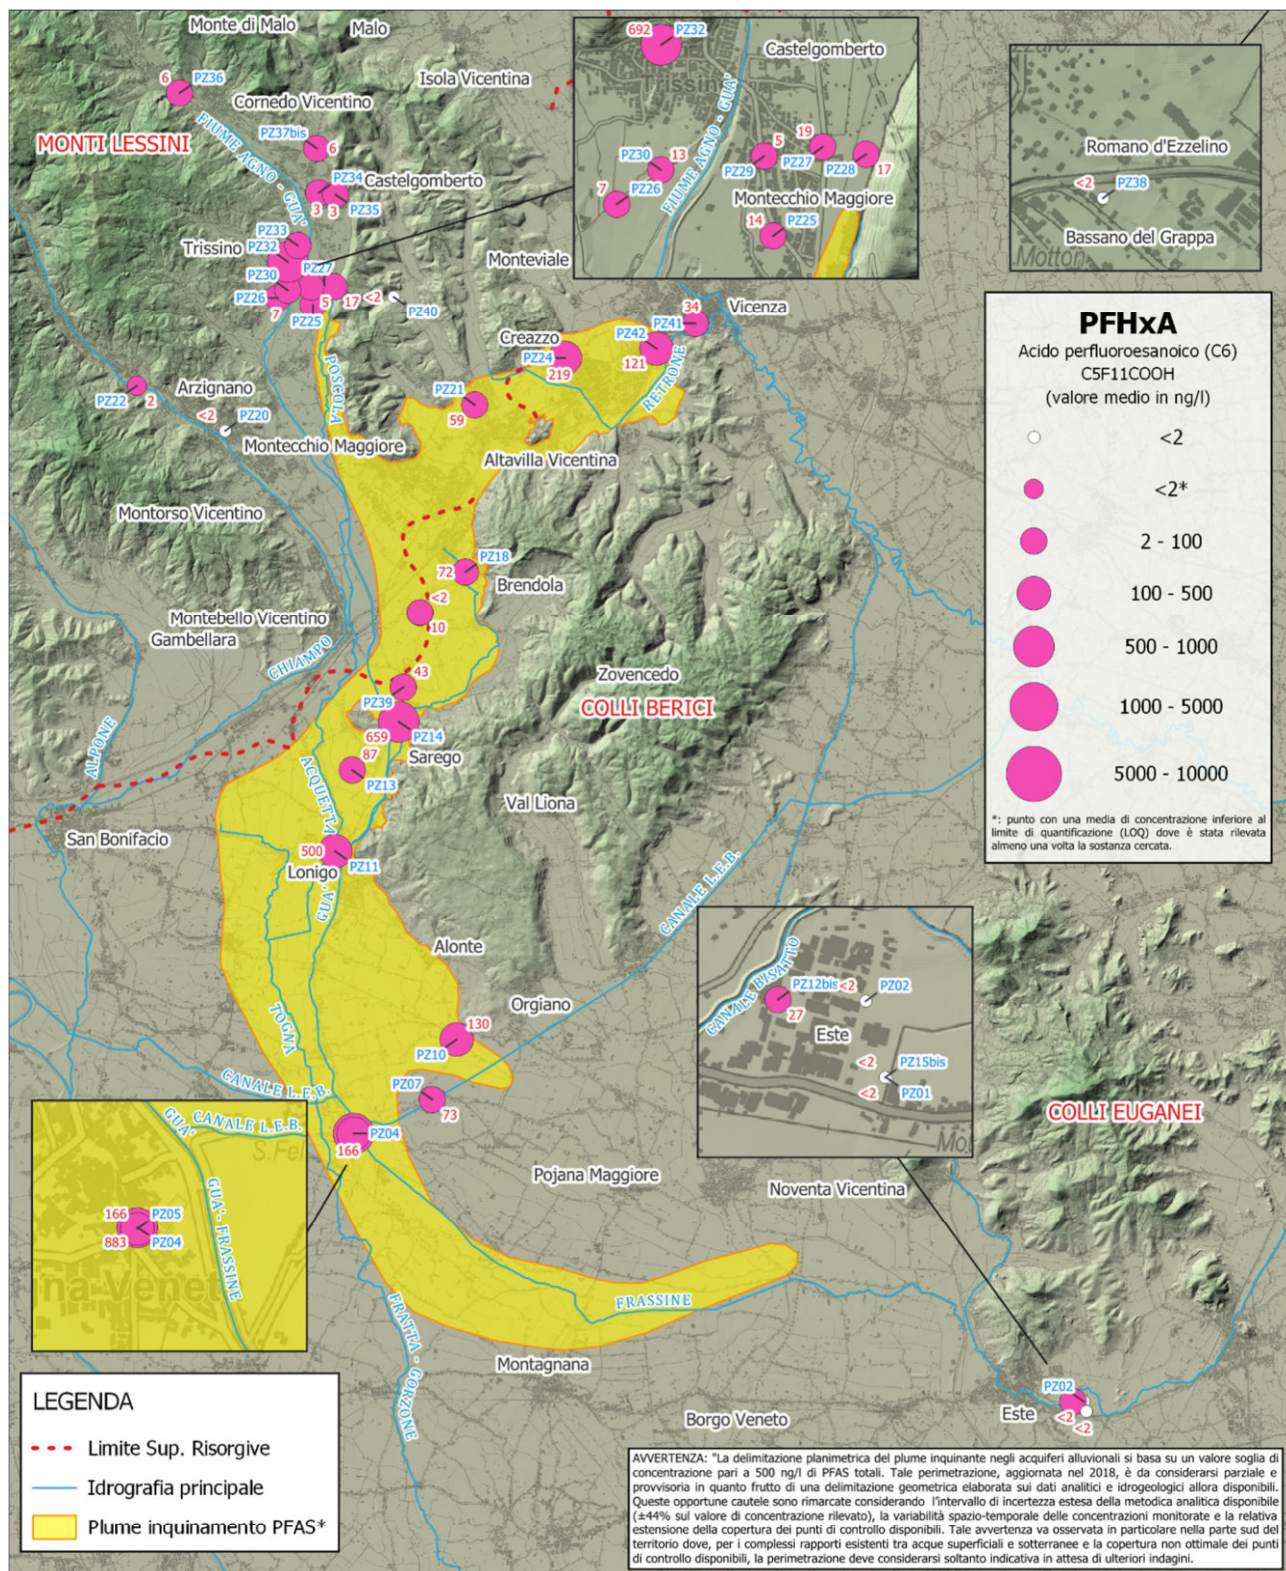 Monte di Malo
Malo
Isola Vicentina
6
PZ36
Cornedo Vicentino
MONTI LESSINI
FIUME AGNO - GUA'
PZ37bis
6
PZ34
Castelgomberto
3
3
PZ35
PZ33
Trissino
PZ32
PZ27
PZ30
PZ26
7
5
PZ25
17
<2
PZ40
Monteviale
692
PZ32
Castelgomberto
Trissin
FIUME AGNO - GUA'
PZ30
13
7
PZ26
5
PZ29
19
PZ27
PZ28
17
Montecchio Maggiore
14
PZ25
Romano d'Ezzelino
<2
PZ38
Bassano del Grappa
Motton
34
Vicenza
PZ42
PZ41
121
Creazzo
PZ24
219
RETRONE
POSCOLA
PZ21
59
Arzignano
PZ22
2
<2
PZ20
Montecchio Maggiore
Altavilla Vicentina
Montorso Vicentino
PZ18
72
Brendola
<2
10
Montebello Vicentino
Gambellara
CHIAMPO
43
PZ39
Zovencedo
COLLI BERICI
659
PZ14
ALPONE
87
Sarego
PZ13
ACQUETTA
Val Liona
San Bonifacio
500
PZ11
Lonigo
GUA'
CANALE L.E.B.
Alonte
Orgiano
TOGNA
130
PZ10
CANALE L.E.B.
PZ07
73
PZ04
166
PFHxA
Acido perfluoroesanoico (C6)
C5F11COOH
(valore medio in ng/l)
<2
<2*
2 - 100
100 - 500
500 - 1000
1000 - 5000
5000 - 10000
*: punto con una media di concentrazione inferiore al
limite di quantificazione (LOQ) dove è stata rilevata
almeno una volta la sostanza cercata.
CANALE BISATTO
PZ12bis
<2
PZ02
27
Este
<2
PZ15bis
<2
PZ01
Mot
COLLI EUGANEI
GUA'
CANALE L.E.B.
S.Fel
GUA'- FRASSINE
166
PZ05
883
PZ04
na Venet
Pojana Maggiore
Noventa Vicentina
FRASSINE
FRATTA - GORZONE
Montagnana
Borgo Veneto
PZ02
Este
<2
<2
LEGENDA
Limite Sup. Risorgive
Idrografia principale
Plume inquinamento PFAS*
AVVERTENZA: "La delimitazione planimetrica del plume inquinante negli acquiferi alluvionali si basa su un valore soglia di
concentrazione pari a 500 ng/l di PFAS totali. Tale perimetrazione, aggiornata nel 2018, è da considerarsi parziale e
provvisoria in quanto frutto di una delimitazione geometrica elaborata sui dati analitici e idrogeologici allora disponibili.
Queste opportune cautele sono rimarcate considerando l'intervallo di incertezza estesa della metodica analitica disponibile
(±44% sul valore di concentrazione rilevato), la variabilità spazio-temporale delle concentrazioni monitorate e la relativa
estensione della copertura dei punti di controllo disponibili. Tale avvertenza va osservata in particolare nella parte sud del
territorio dove, per i complessi rapporti esistenti tra acque superficiali e sotterranee e la copertura non ottimale dei punti
di controllo disponibili, la perimetrazione deve considerarsi soltanto indicativa in attesa di ulteriori indagini.